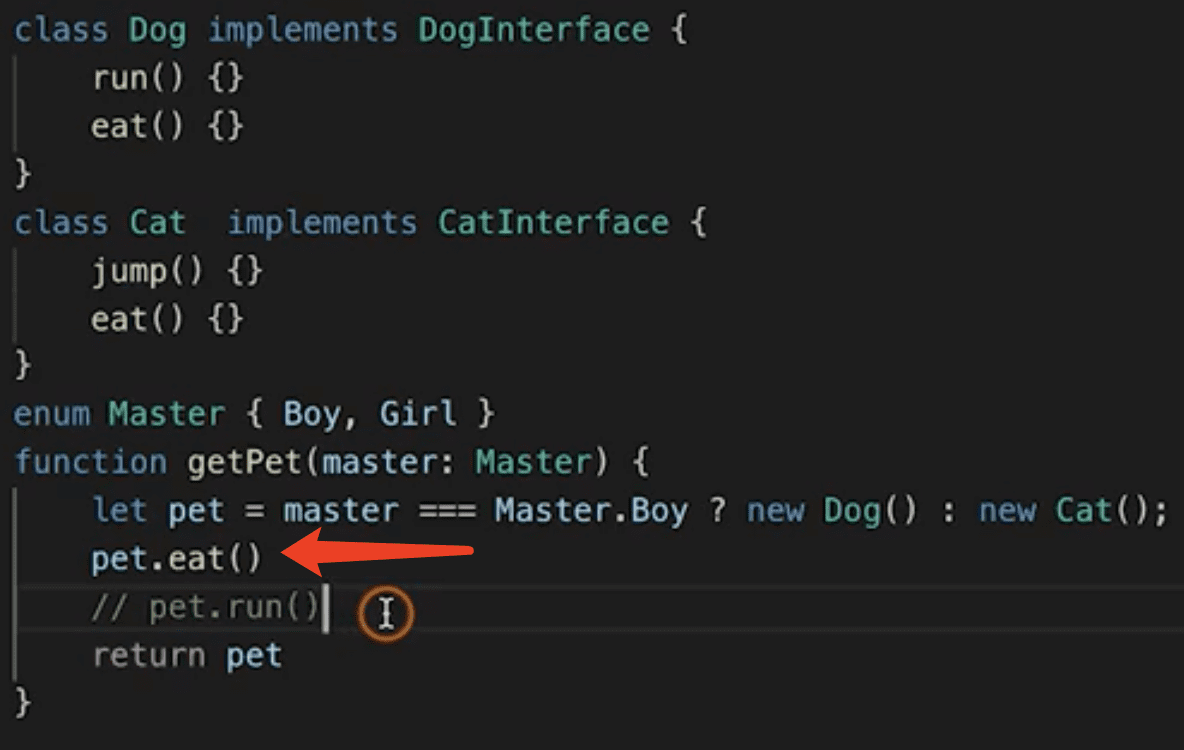 class Dog implements DogInterface {
    run() {}
    eat() {}
}
class Cat  implements CatInterface {
    jump() {}
    eat() {}
}
enum Master { Boy, Girl }
function getPet(master: Master) {
    let pet = master === Master.Boy ? new Dog() : new Cat();
    pet.eat()
    // pet.run()
    return pet
}